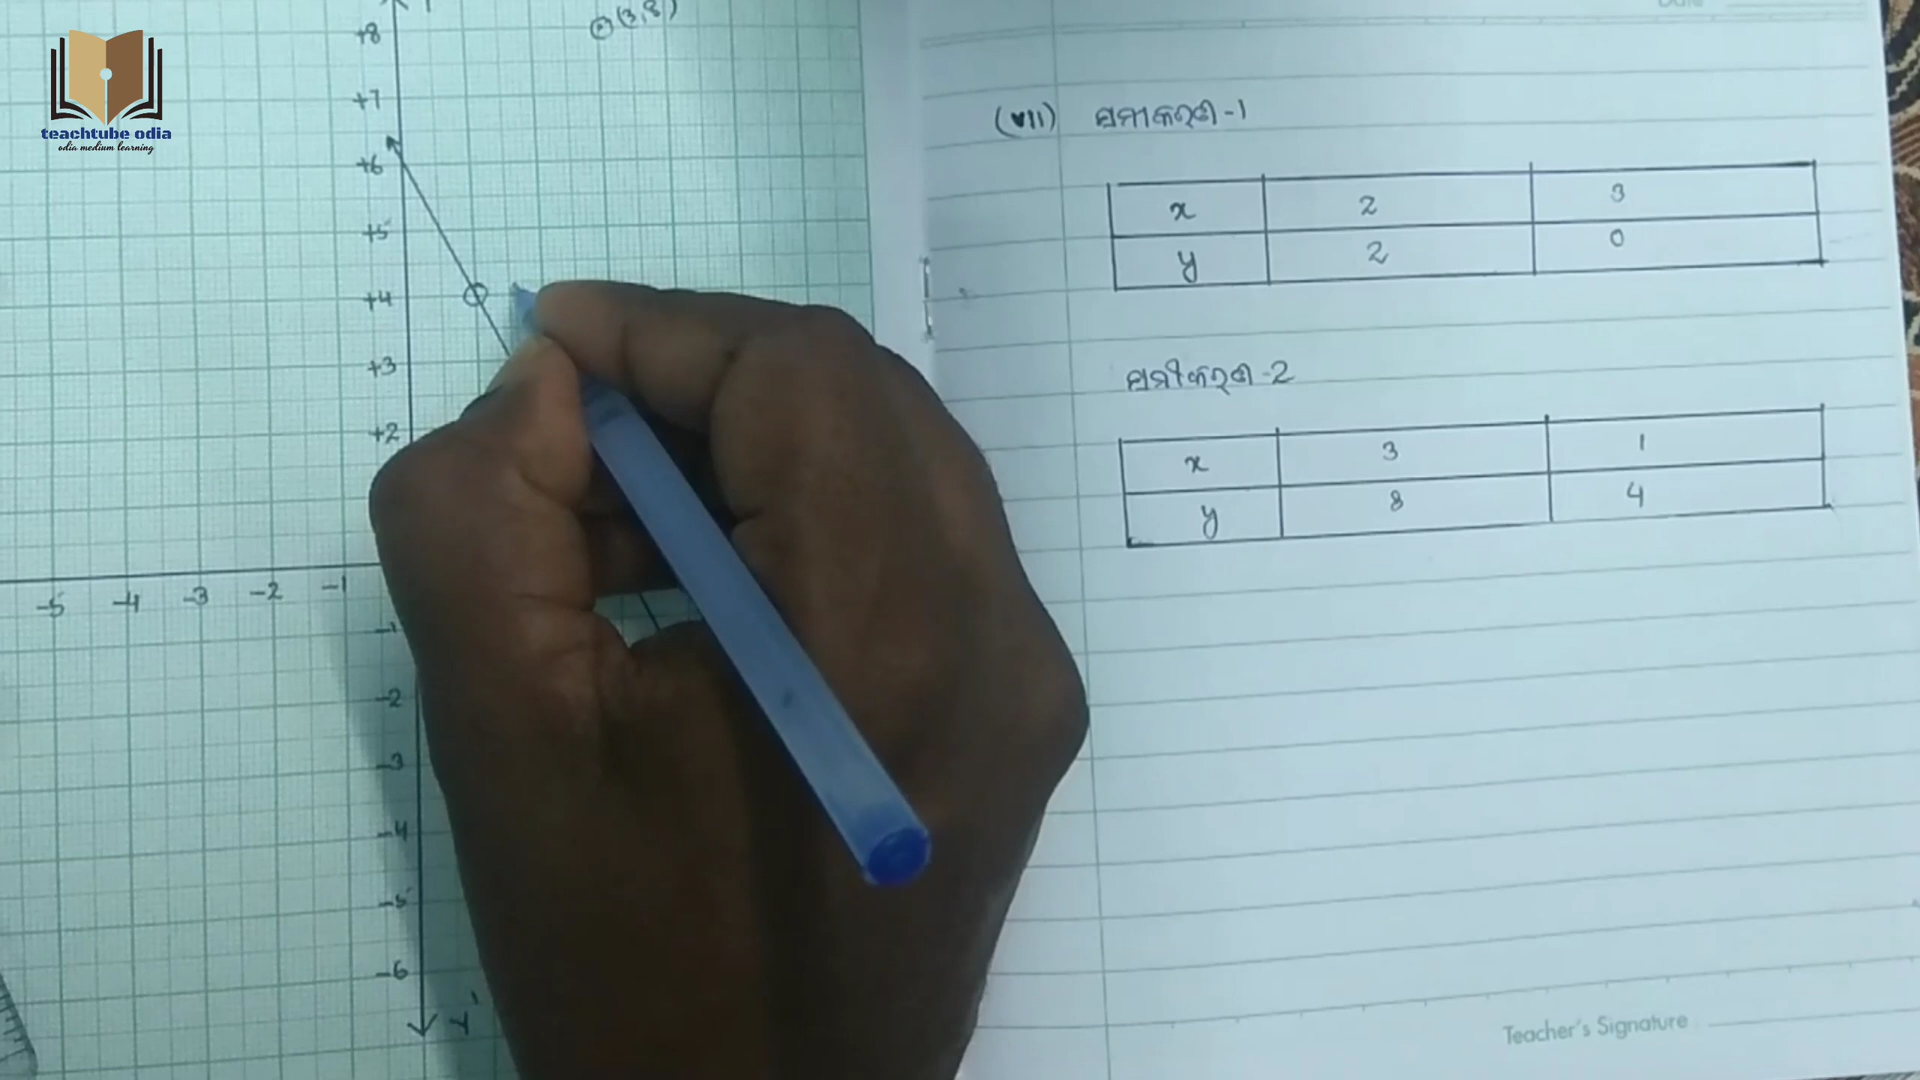 teachtube odia
odia medium learning
+8
(3,8)
+7
+6
+5
+4
+3
+2
-5 -4 -3 -2 -1
-1
-2
-3
-4
-5
-6
Y'
(VII) ସମୀକରଣ-1
x 2 3
y 2 0
ସମୀକରଣ-2
x 3 1
y 8 4
Teacher's Signature